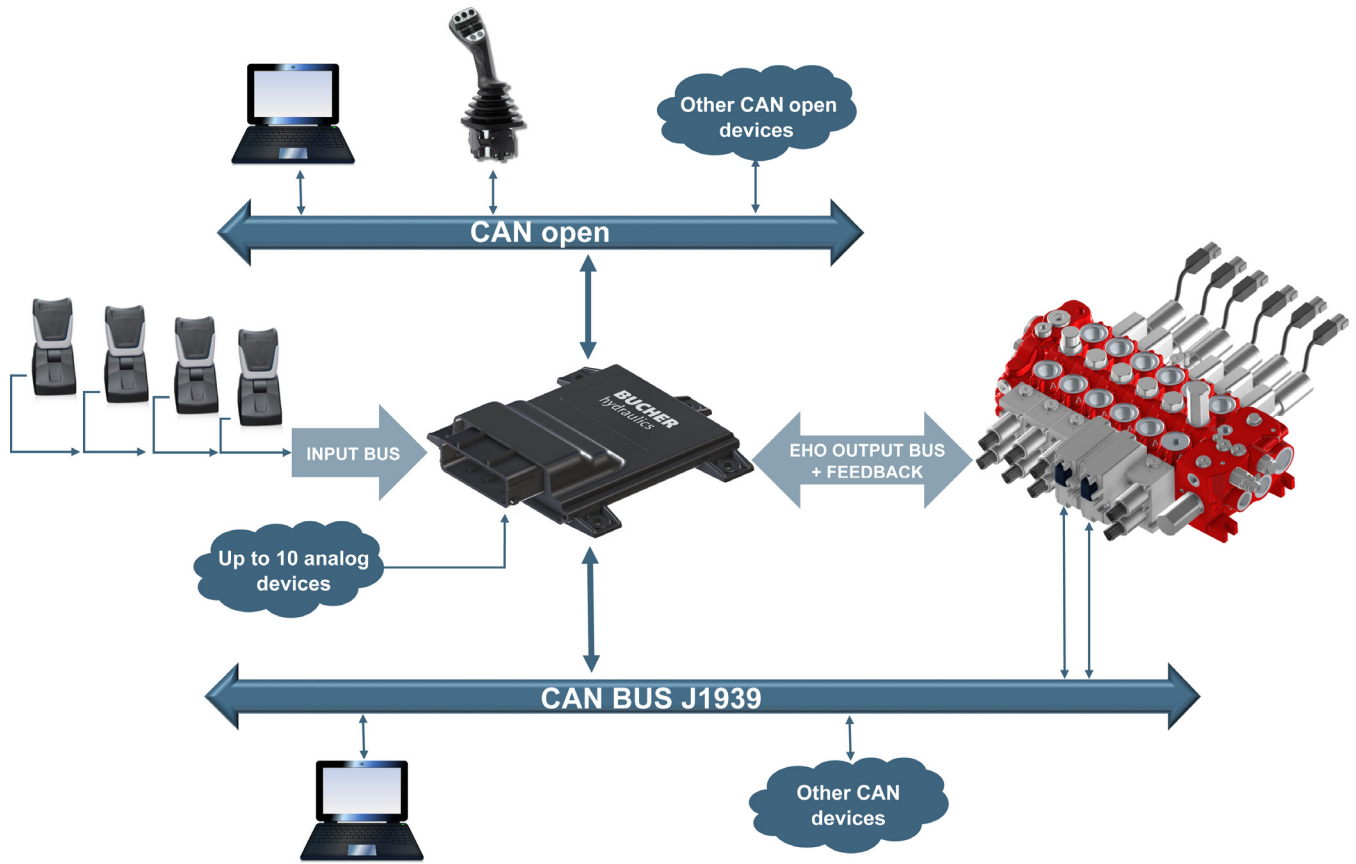 Other CAN open
devices
CAN open
BUCHER
hydraulics
INPUT BUS
EHO OUTPUT BUS
+ FEEDBACK
Up to 10 analog
devices
CAN BUS J1939
Other CAN
devices